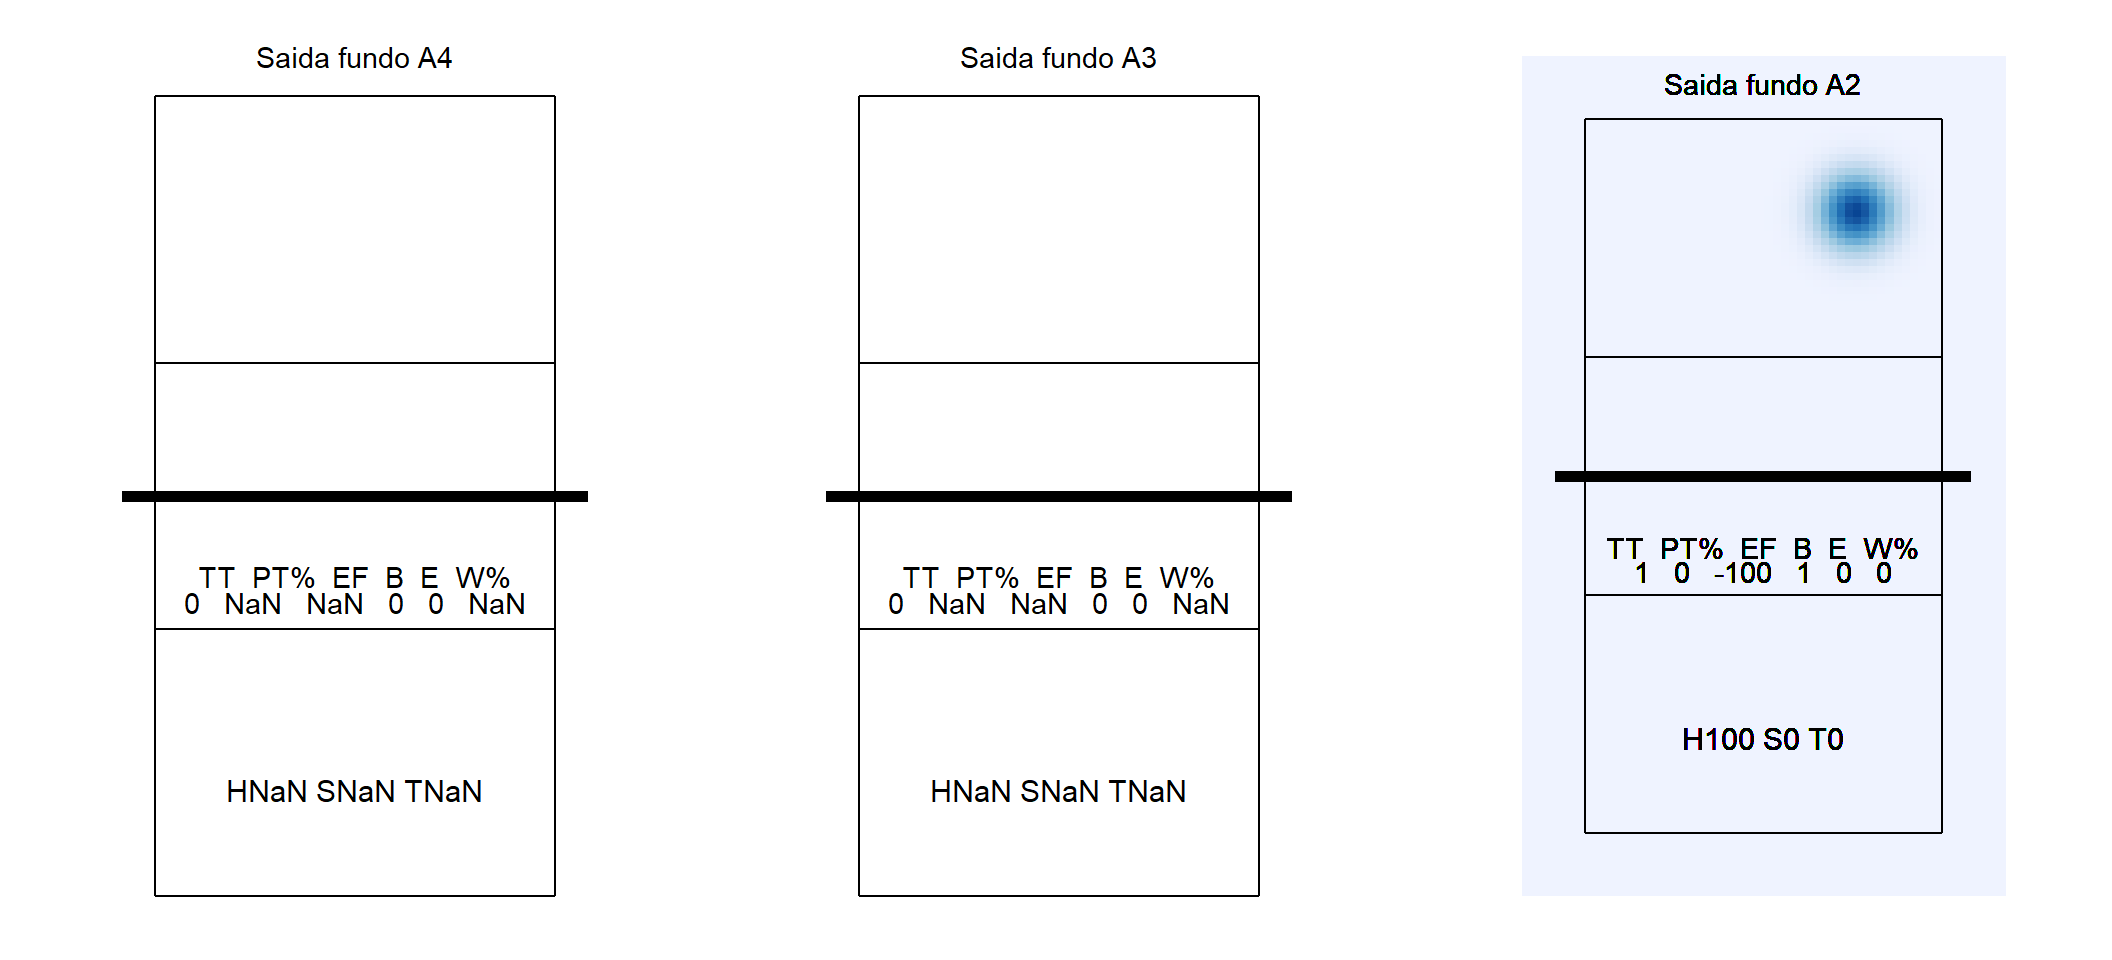 Saida fundo A4
TT PT% EF B E W%
0 NaN NaN 0 0 NaN
HNaN SNaN TNaN
Saida fundo A3
TT PT% EF B E W%
0 NaN NaN 0 0 NaN
HNaN SNaN TNaN
Saida fundo A2
TT PT% EF B E W%
1 0 -100 1 0 0
H100 S0 T0